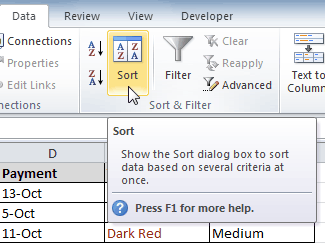 Data Review View Developer
Connections
Properties
Edit Links
A
Z
Z
A
A Z
Z A
Sort
Filter
Clear
Reapply
Advanced
Text to
Column
nnections
Sort & Filter
D
Payment
13-Oct
5-Oct
11-Oct Dark Red Medium
Sort
Show the Sort dialog box to sort
data based on several criteria at
once.
Press F1 for more help.